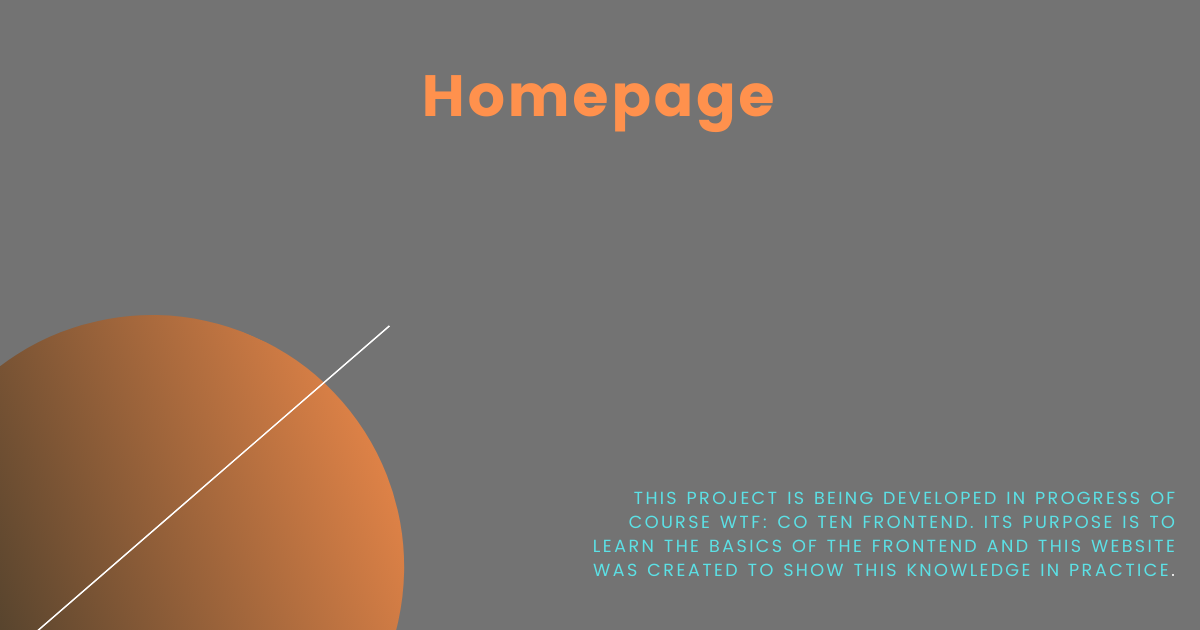 Homepage
THIS PROJECT IS BEING DEVELOPED IN PROGRESS OF
COURSE WTF: CO TEN FRONTEND. ITS PURPOSE IS TO
LEARN THE BASICS OF THE FRONTEND AND THIS WEBSITE
WAS CREATED TO SHOW THIS KNOWLEDGE IN PRACTICE.